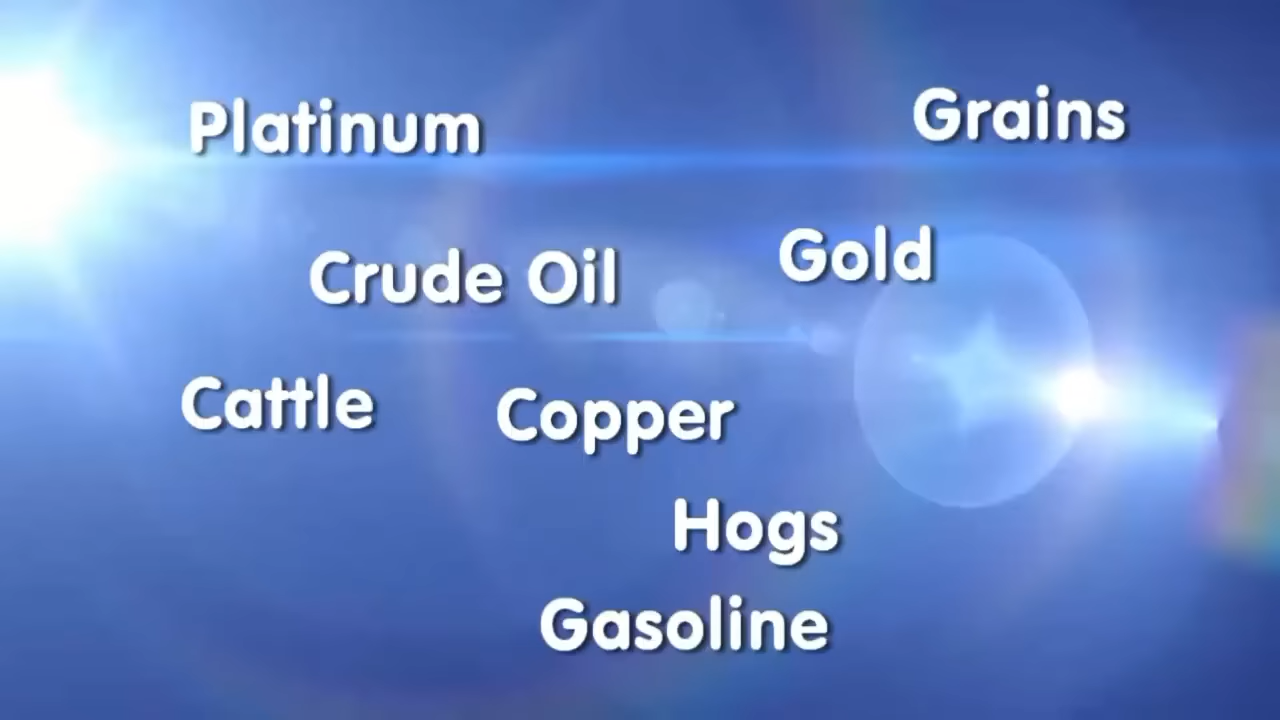 Platinum
Grains
Crude Oil
Gold
Cattle
Copper
Hogs
Gasoline